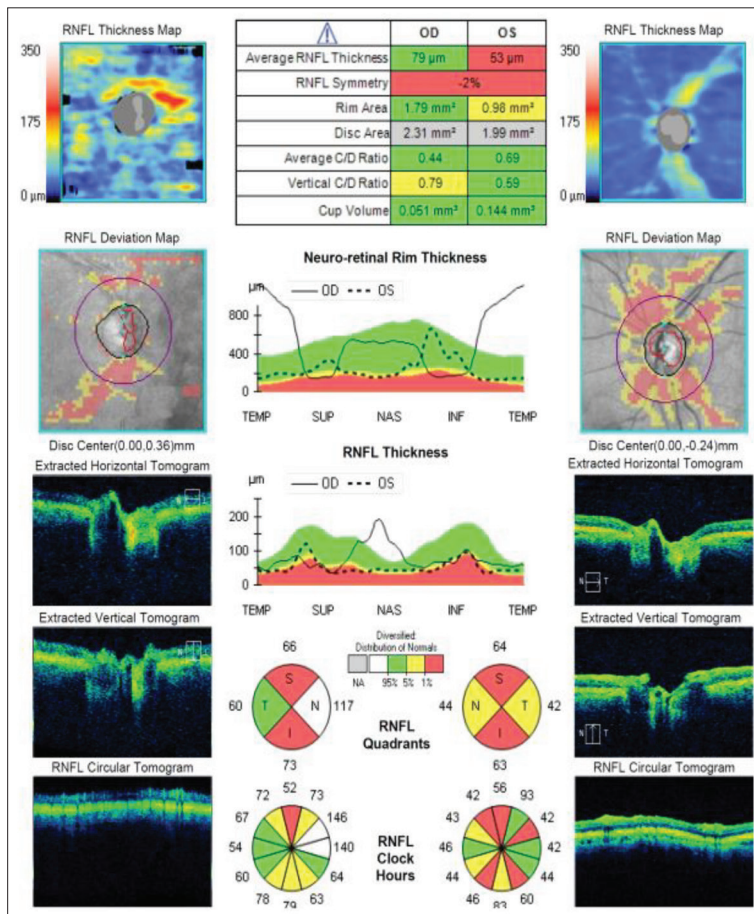 RNFL Thickness Map
350
175
0 µm
OD OS
Average RNFL Thickness 79 µm 53 µm
RNFL Symmetry -2%
Rim Area 1.79 mm² 0.98 mm²
Disc Area 2.31 mm² 1.99 mm²
Average C/D Ratio 0.44 0.69
Vertical C/D Ratio 0.79 0.59
Cup Volume 0.051 mm³ 0.144 mm³
RNFL Thickness Map
350
175
0 µm
RNFL Deviation Map
Disc Center(0.00,0.36)mm
Neuro-retinal Rim Thickness
µm OD OS
800
400
0
TEMP SUP NAS INF TEMP
RNFL Deviation Map
Disc Center(0.00,-0.24)mm
Extracted Horizontal Tomogram
RNFL Thickness
µm OD OS
200
100
0
TEMP SUP NAS INF TEMP
Extracted Horizontal Tomogram
N T
Extracted Vertical Tomogram
Diversified:
Distribution of Normals
NA 95% 5% 1%
66
S
60 T N 117
I
73
RNFL
Quadrants
64
S
44 N T 42
I
63
Extracted Vertical Tomogram
N T
RNFL Circular Tomogram
52
72 73
67 146
54 140
60 64
78 63
79
RNFL
Clock
Hours
56
42 93
43 42
46 42
44 44
46 60
83
RNFL Circular Tomogram